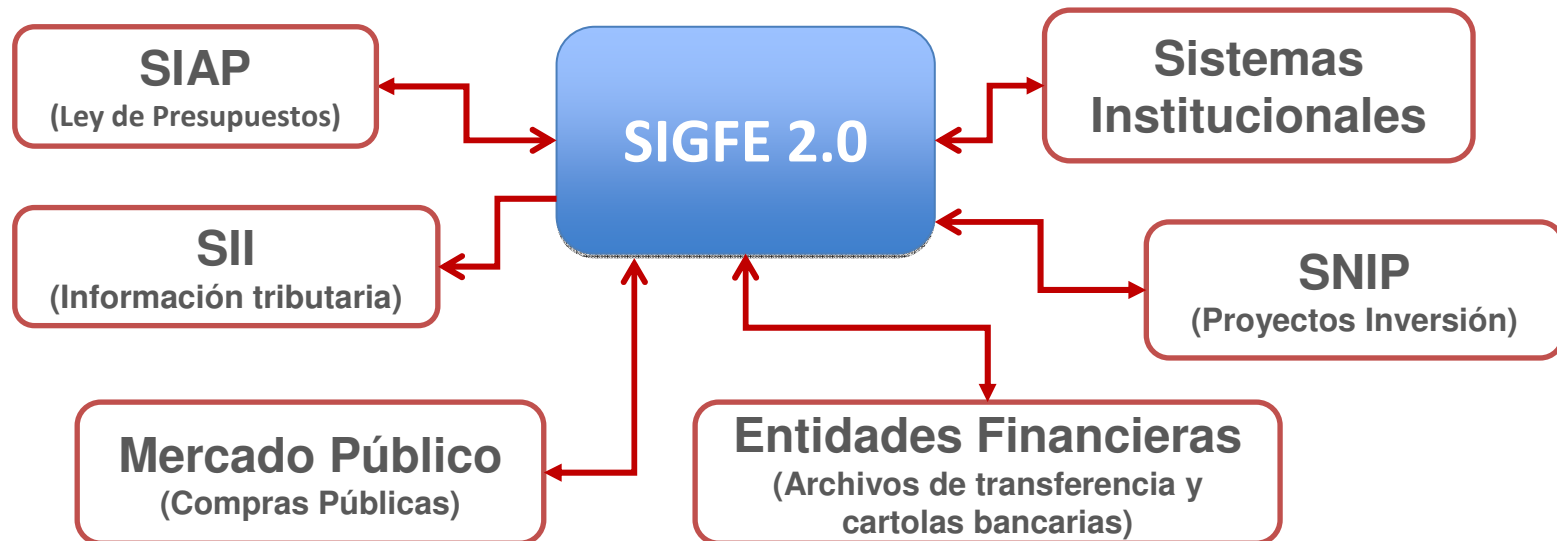 SIAP
(Ley de Presupuestos)
SIGFE 2.0
Sistemas
Institucionales
SII
(Información tributaria)
SNIP
(Proyectos Inversión)
Mercado Público
(Compras Públicas)
Entidades Financieras
(Archivos de transferencia y
cartolas bancarias)